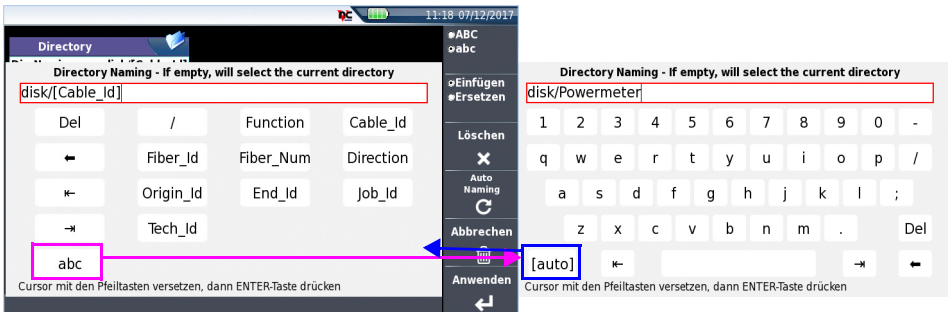 11:18 07/12/2017
Directory
ABC
abc
Einfügen
Ersetzen
Löschen
Auto
Naming
Abbrechen
Anwenden
Directory Naming - If empty, will select the current directory
disk/[Cable_Id]
Del / Function Cable_Id
Fiber_Id Fiber_Num Direction
Origin_Id End_Id Job_Id
Tech_Id
abc
Cursor mit den Pfeiltasten versetzen, dann ENTER-Taste drücken
Directory Naming - If empty, will select the current directory
disk/Powermeter
1 2 3 4 5 6 7 8 9 0 -
q w e r t y u i o p /
a s d f g h j k l ;
z x c v b n m . Del
[auto]
Cursor mit den Pfeiltasten versetzen, dann ENTER-Taste drücken